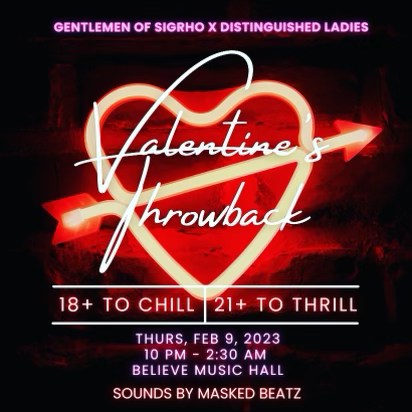 GENTLEMEN OF SIGRHO X DISTINGUISHED LADIES
Valentine's
Throwback
18+ TO CHILL 21+ TO THRILL
THURS, FEB 9, 2023
10 PM - 2:30 AM
BELIEVE MUSIC HALL
SOUNDS BY MASKED BEATZ